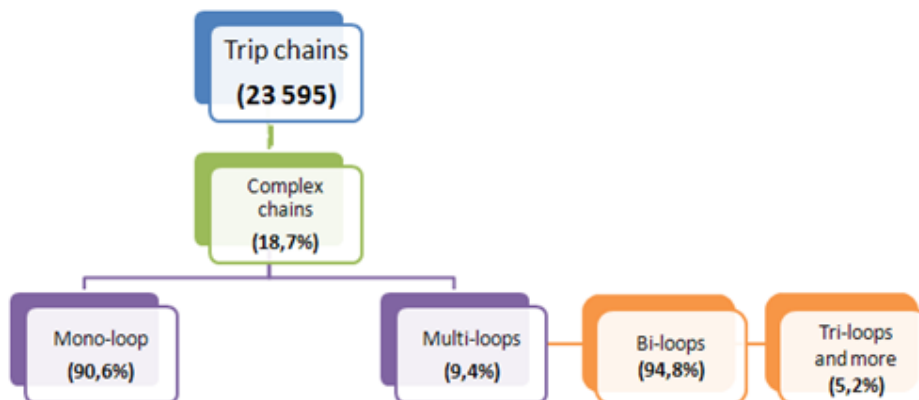 Trip chains
(23 595)
Complex
chains
(18,7%)
Mono-loop
(90,6%)
Multi-loops
(9,4%)
Bi-loops
(94,8%)
Tri-loops
and more
(5,2%)